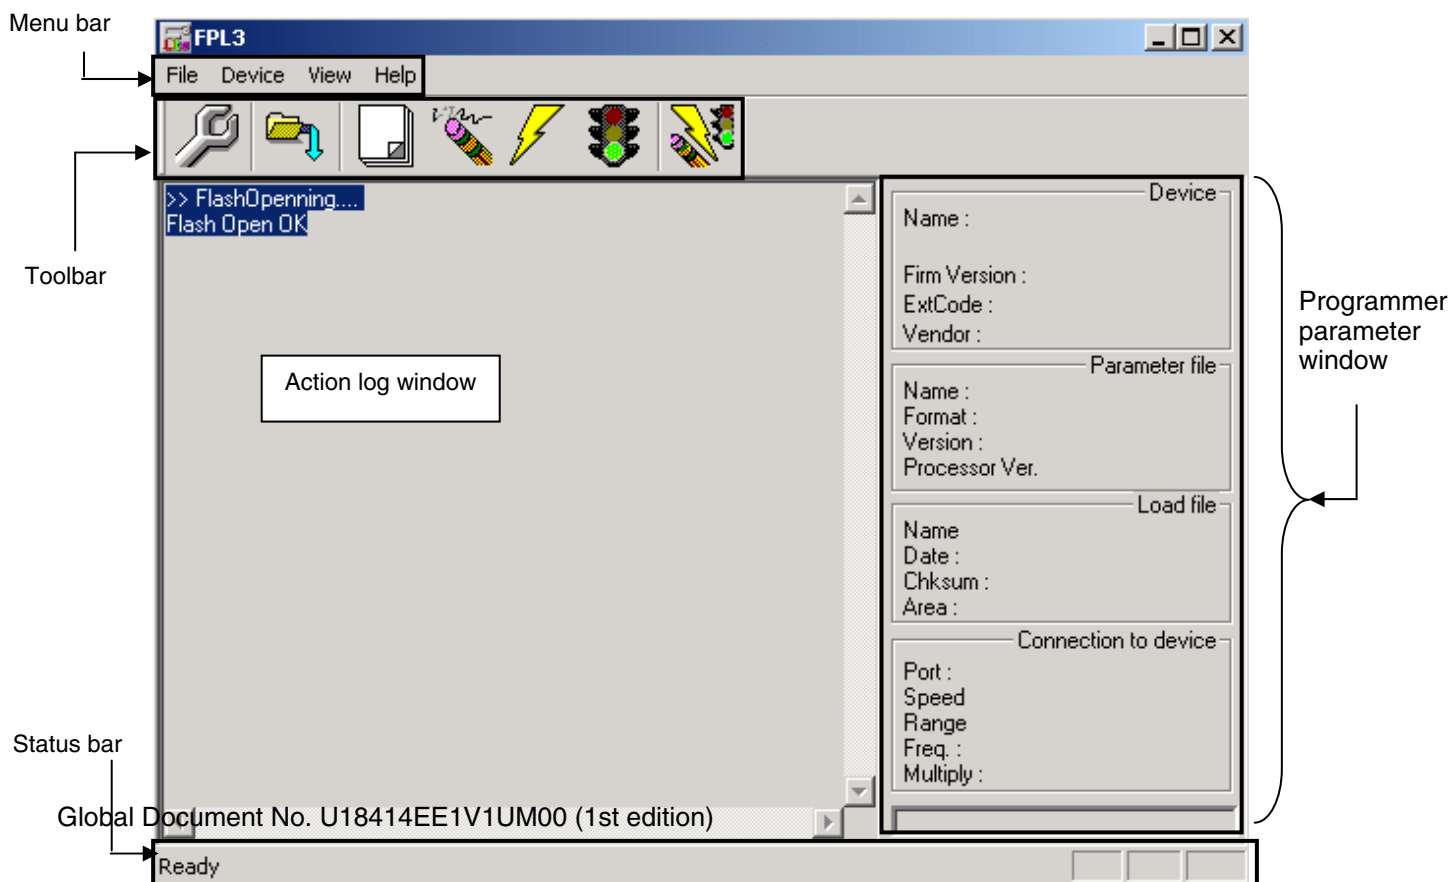 Menu bar
FPL3
File Device View Help
Toolbar
>> FlashOpenning....
Flash Open OK
Action log window
Device
Name :
Firm Version :
ExtCode :
Vendor :
Parameter file
Name :
Format :
Version :
Processor Ver.
Load file
Name
Date :
Chksum :
Area :
Connection to device
Port :
Speed
Range
Freq. :
Multiply :
Programmer
parameter
window
Status bar
Global Document No. U18414EE1V1UM00 (1st edition)
Ready